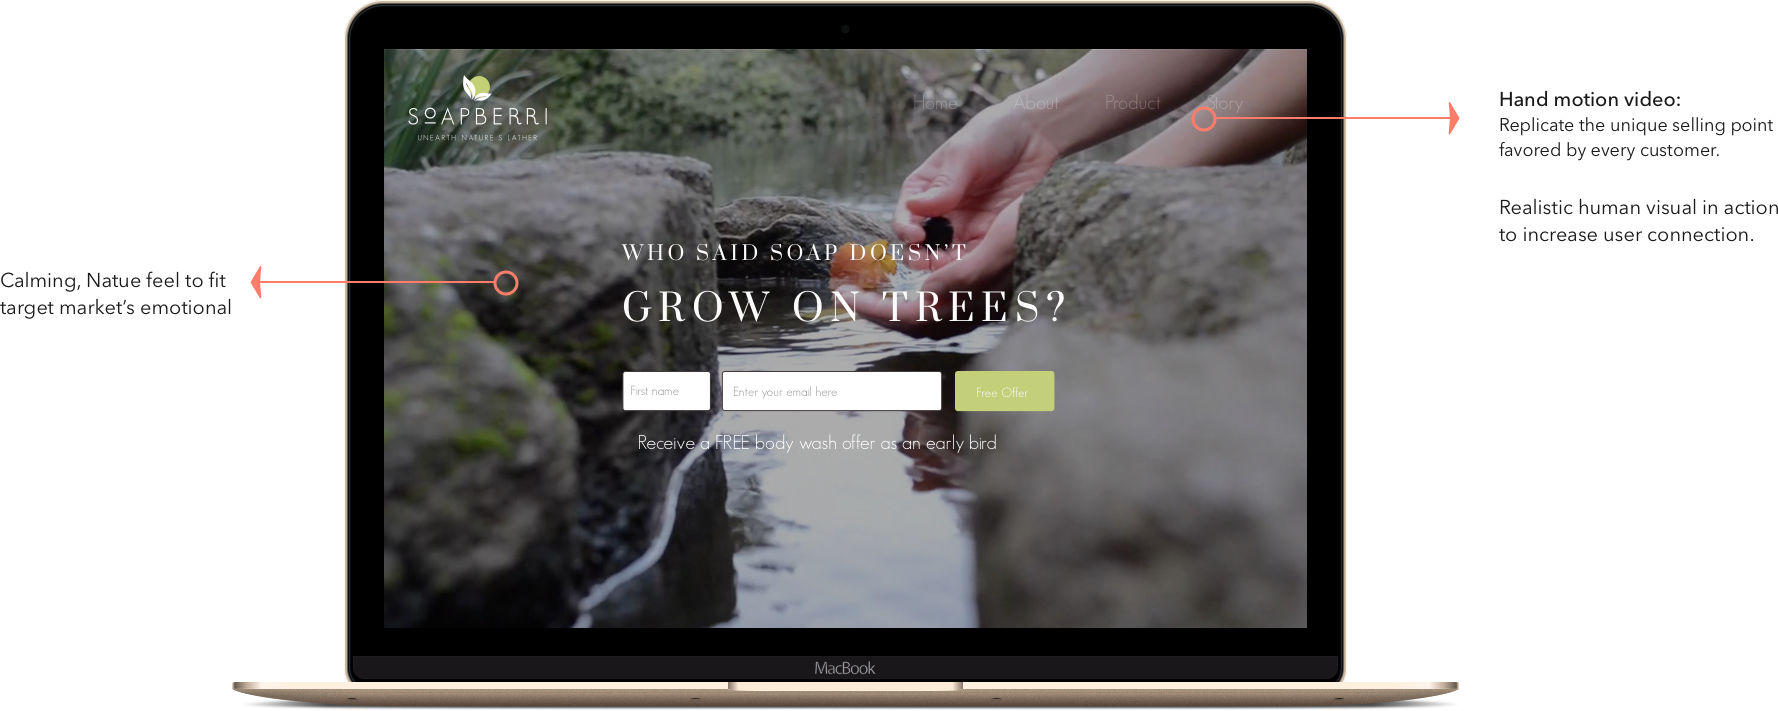 SOAPBERRI
UNEARTH NATURE'S LATHER
Home About Product Story
WHO SAID SOAP DOESN'T
GROW ON TREES?
First name
Enter your email here
Free Offer
Receive a FREE body wash offer as an early bird
MacBook
Calming, Natue feel to fit
target market's emotional
Hand motion video:
Replicate the unique selling point
favored by every customer.
Realistic human visual in action
to increase user connection.